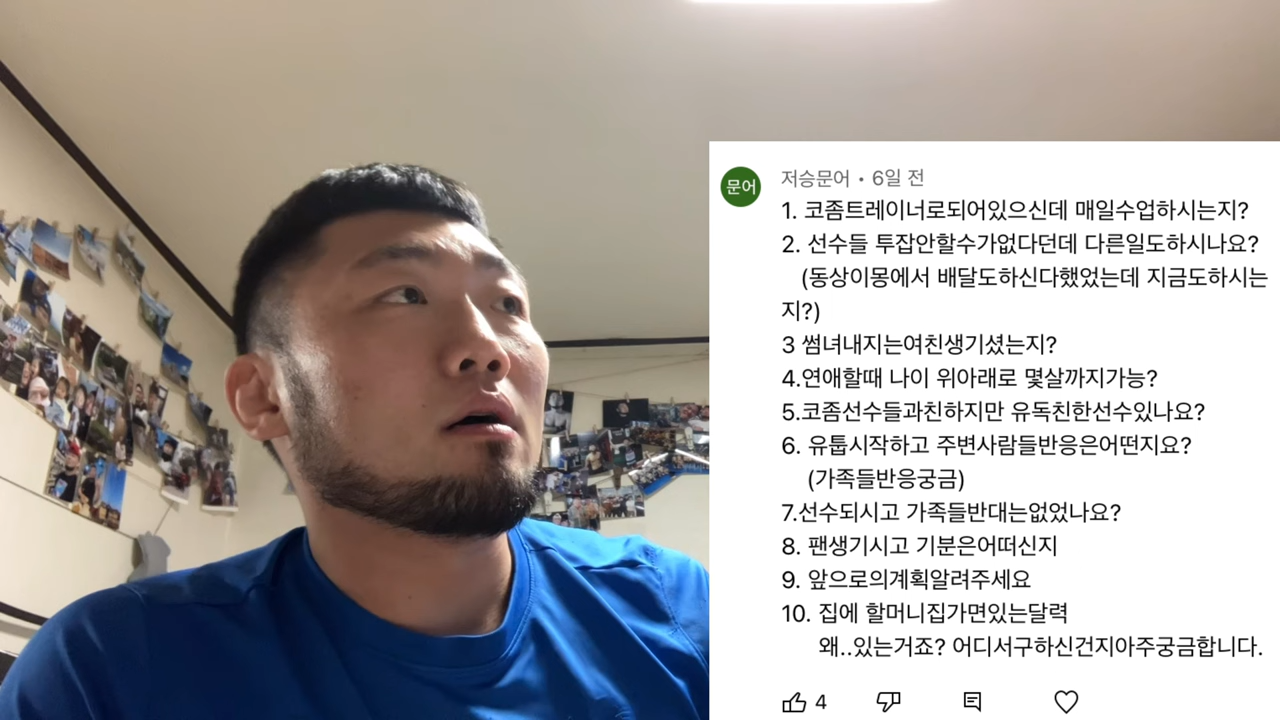 문어
저승문어 • 6일 전
1. 코좀트레이너로되어있으신데 매일수업하시는지?
2. 선수들 투잡안할수가없다던데 다른일도하시나요?
(동상이몽에서 배달도하신다했었는데 지금도하시는
지?)
3 썸녀내지는여친생기셨는지?
4.연애할때 나이 위아래로 몇살까지가능?
5.코좀선수들과친하지만 유독친한선수있나요?
6. 유튭시작하고 주변사람들반응은어떤지요?
(가족들반응궁금)
7.선수되시고 가족들반대는없었나요?
8. 팬생기시고 기분은어떠신지
9. 앞으로의계획알려주세요
10. 집에 할머니집가면있는달력
왜..있는거죠? 어디서구하신건지아주궁금합니다.
4